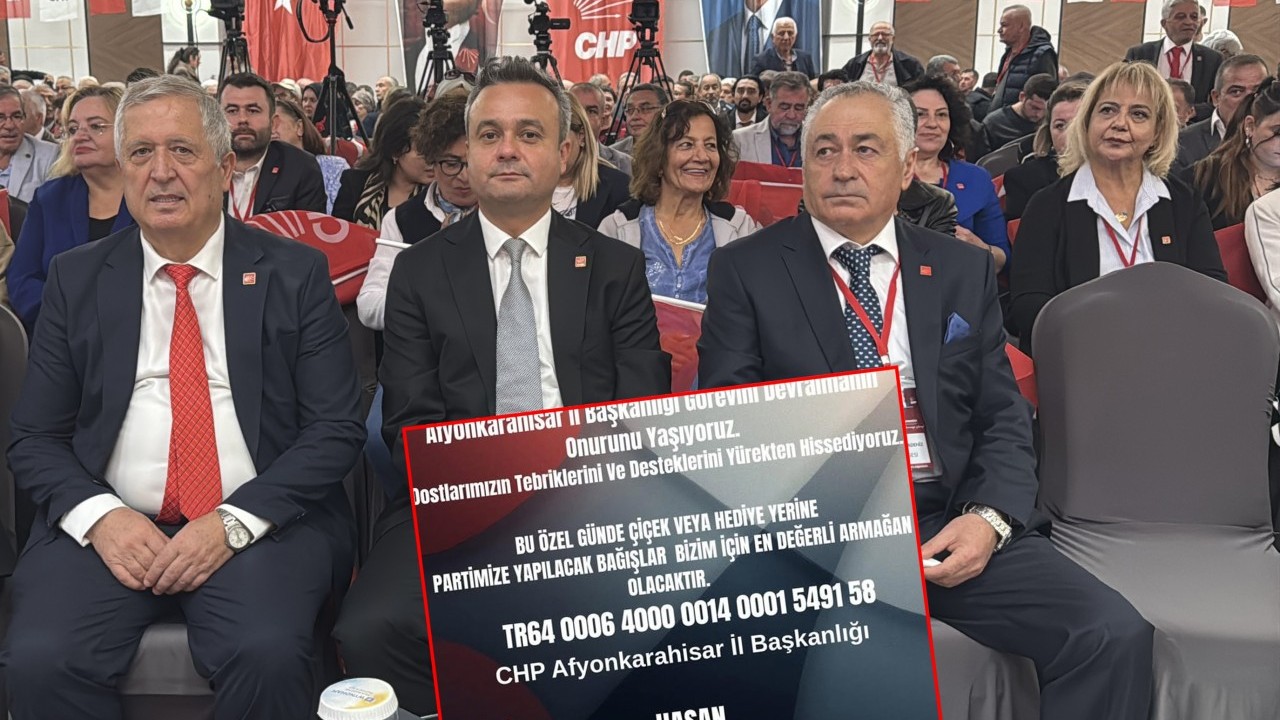 CHP
Afyonkarahisar İl Başkanlığı Görevini Devralmanın
Onurunu Yaşıyoruz.
Dostlarımızın Tebriklerini Ve Desteklerini Yürekten Hissediyoruz.
BU ÖZEL GÜNDE ÇİÇEK VEYA HEDİYE YERİNE
PARTİMİZE YAPILACAK BAĞIŞLAR BİZİM İÇİN EN DEĞERLİ ARMAĞAN
OLACAKTIR.
TR64 0006 4000 0014 0001 5491 58
CHP Afyonkarahisar İl Başkanlığı
HASAN